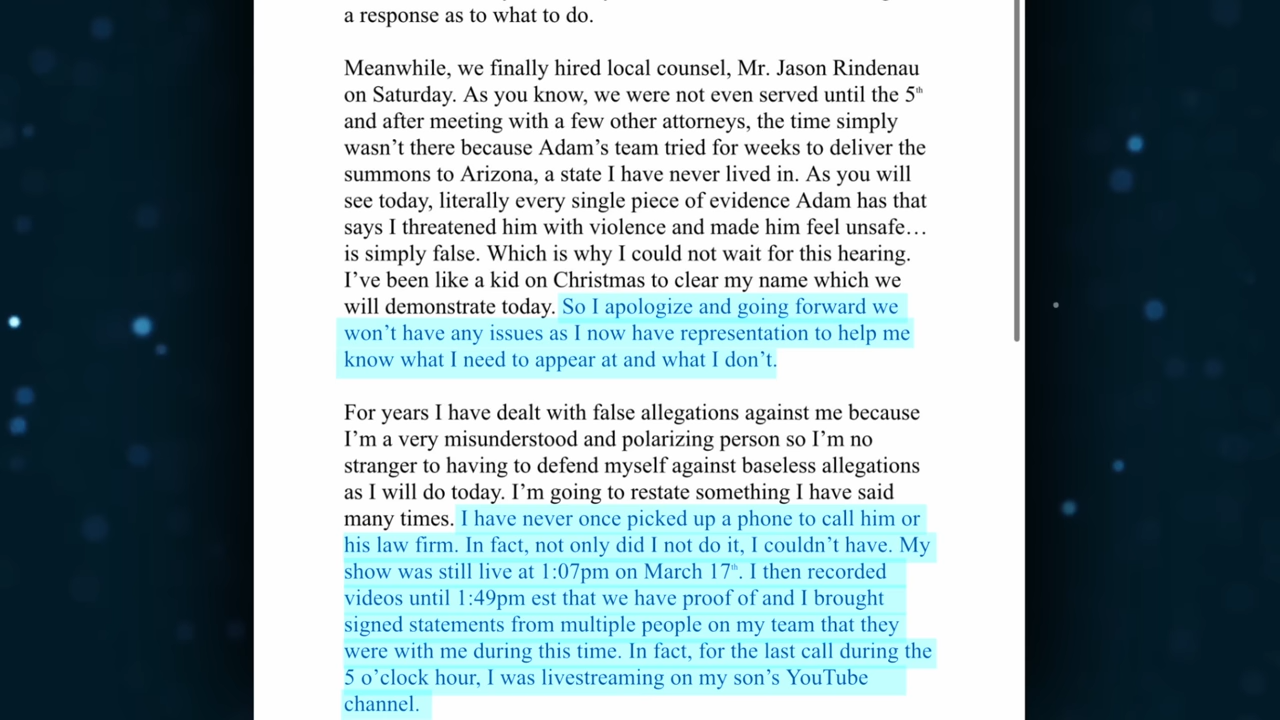 a response as to what to do.
Meanwhile, we finally hired local counsel, Mr. Jason Rindenau
on Saturday. As you know, we were not even served until the 5th
and after meeting with a few other attorneys, the time simply
wasn’t there because Adam’s team tried for weeks to deliver the
summons to Arizona, a state I have never lived in. As you will
see today, literally every single piece of evidence Adam has that
says I threatened him with violence and made him feel unsafe…
is simply false. Which is why I could not wait for this hearing.
I’ve been like a kid on Christmas to clear my name which we
will demonstrate today. So I apologize and going forward we
won’t have any issues as I now have representation to help me
know what I need to appear at and what I don’t.
For years I have dealt with false allegations against me because
I’m a very misunderstood and polarizing person so I’m no
stranger to having to defend myself against baseless allegations
as I will do today. I’m going to restate something I have said
many times. I have never once picked up a phone to call him or
his law firm. In fact, not only did I not do it, I couldn’t have. My
show was still live at 1:07pm on March 17th. I then recorded
videos until 1:49pm est that we have proof of and I brought
signed statements from multiple people on my team that they
were with me during this time. In fact, for the last call during the
5 o’clock hour, I was livestreaming on my son’s YouTube
channel.